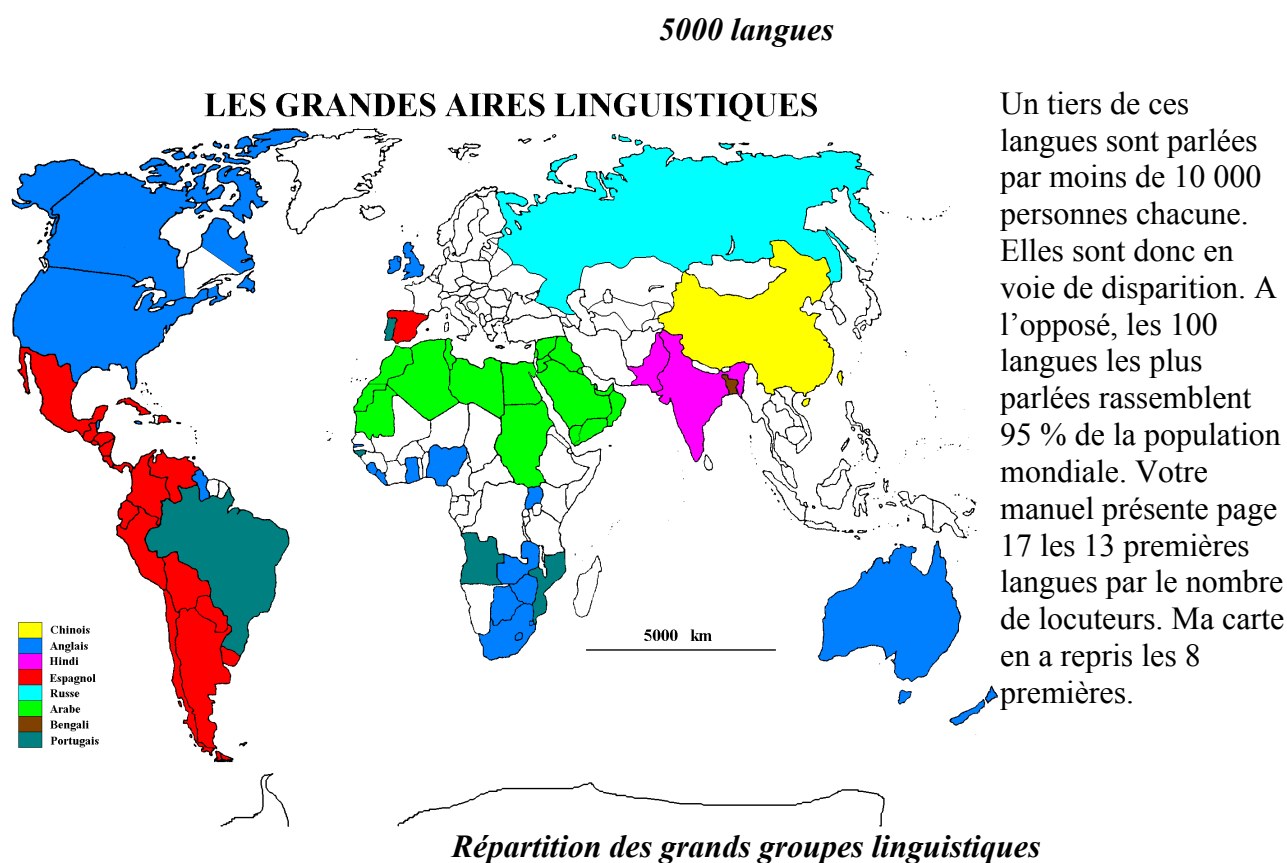 5000 langues
LES GRANDES AIRES LINGUISTIQUES
Un tiers de ces
langues sont parlées
par moins de 10 000
personnes chacune.
Elles sont donc en
voie de disparition. A
l’opposé, les 100
langues les plus
parlées rassemblent
95 % de la population
mondiale. Votre
manuel présente page
17 les 13 premières
langues par le nombre
de locuteurs. Ma carte
en a repris les 8
premières.
Chinois
Anglais
Hindi
Espagnol
Russe
Arabe
Bengali
Portugais
5000 km
Répartition des grands groupes linguistiques